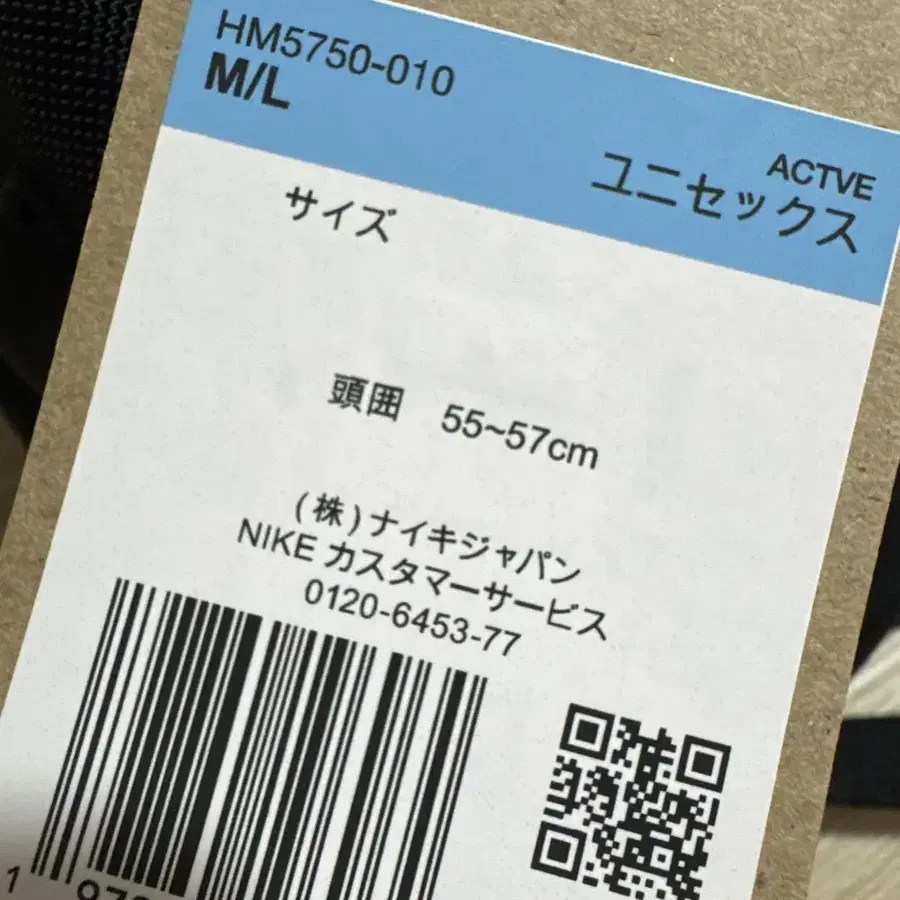 HM5750-010
M/L
ACTVE
ユニセックス
サイズ
頭囲 55~57cm
(株)ナイキジャパン
NIKE カスタマーサービス
0120-6453-77
1